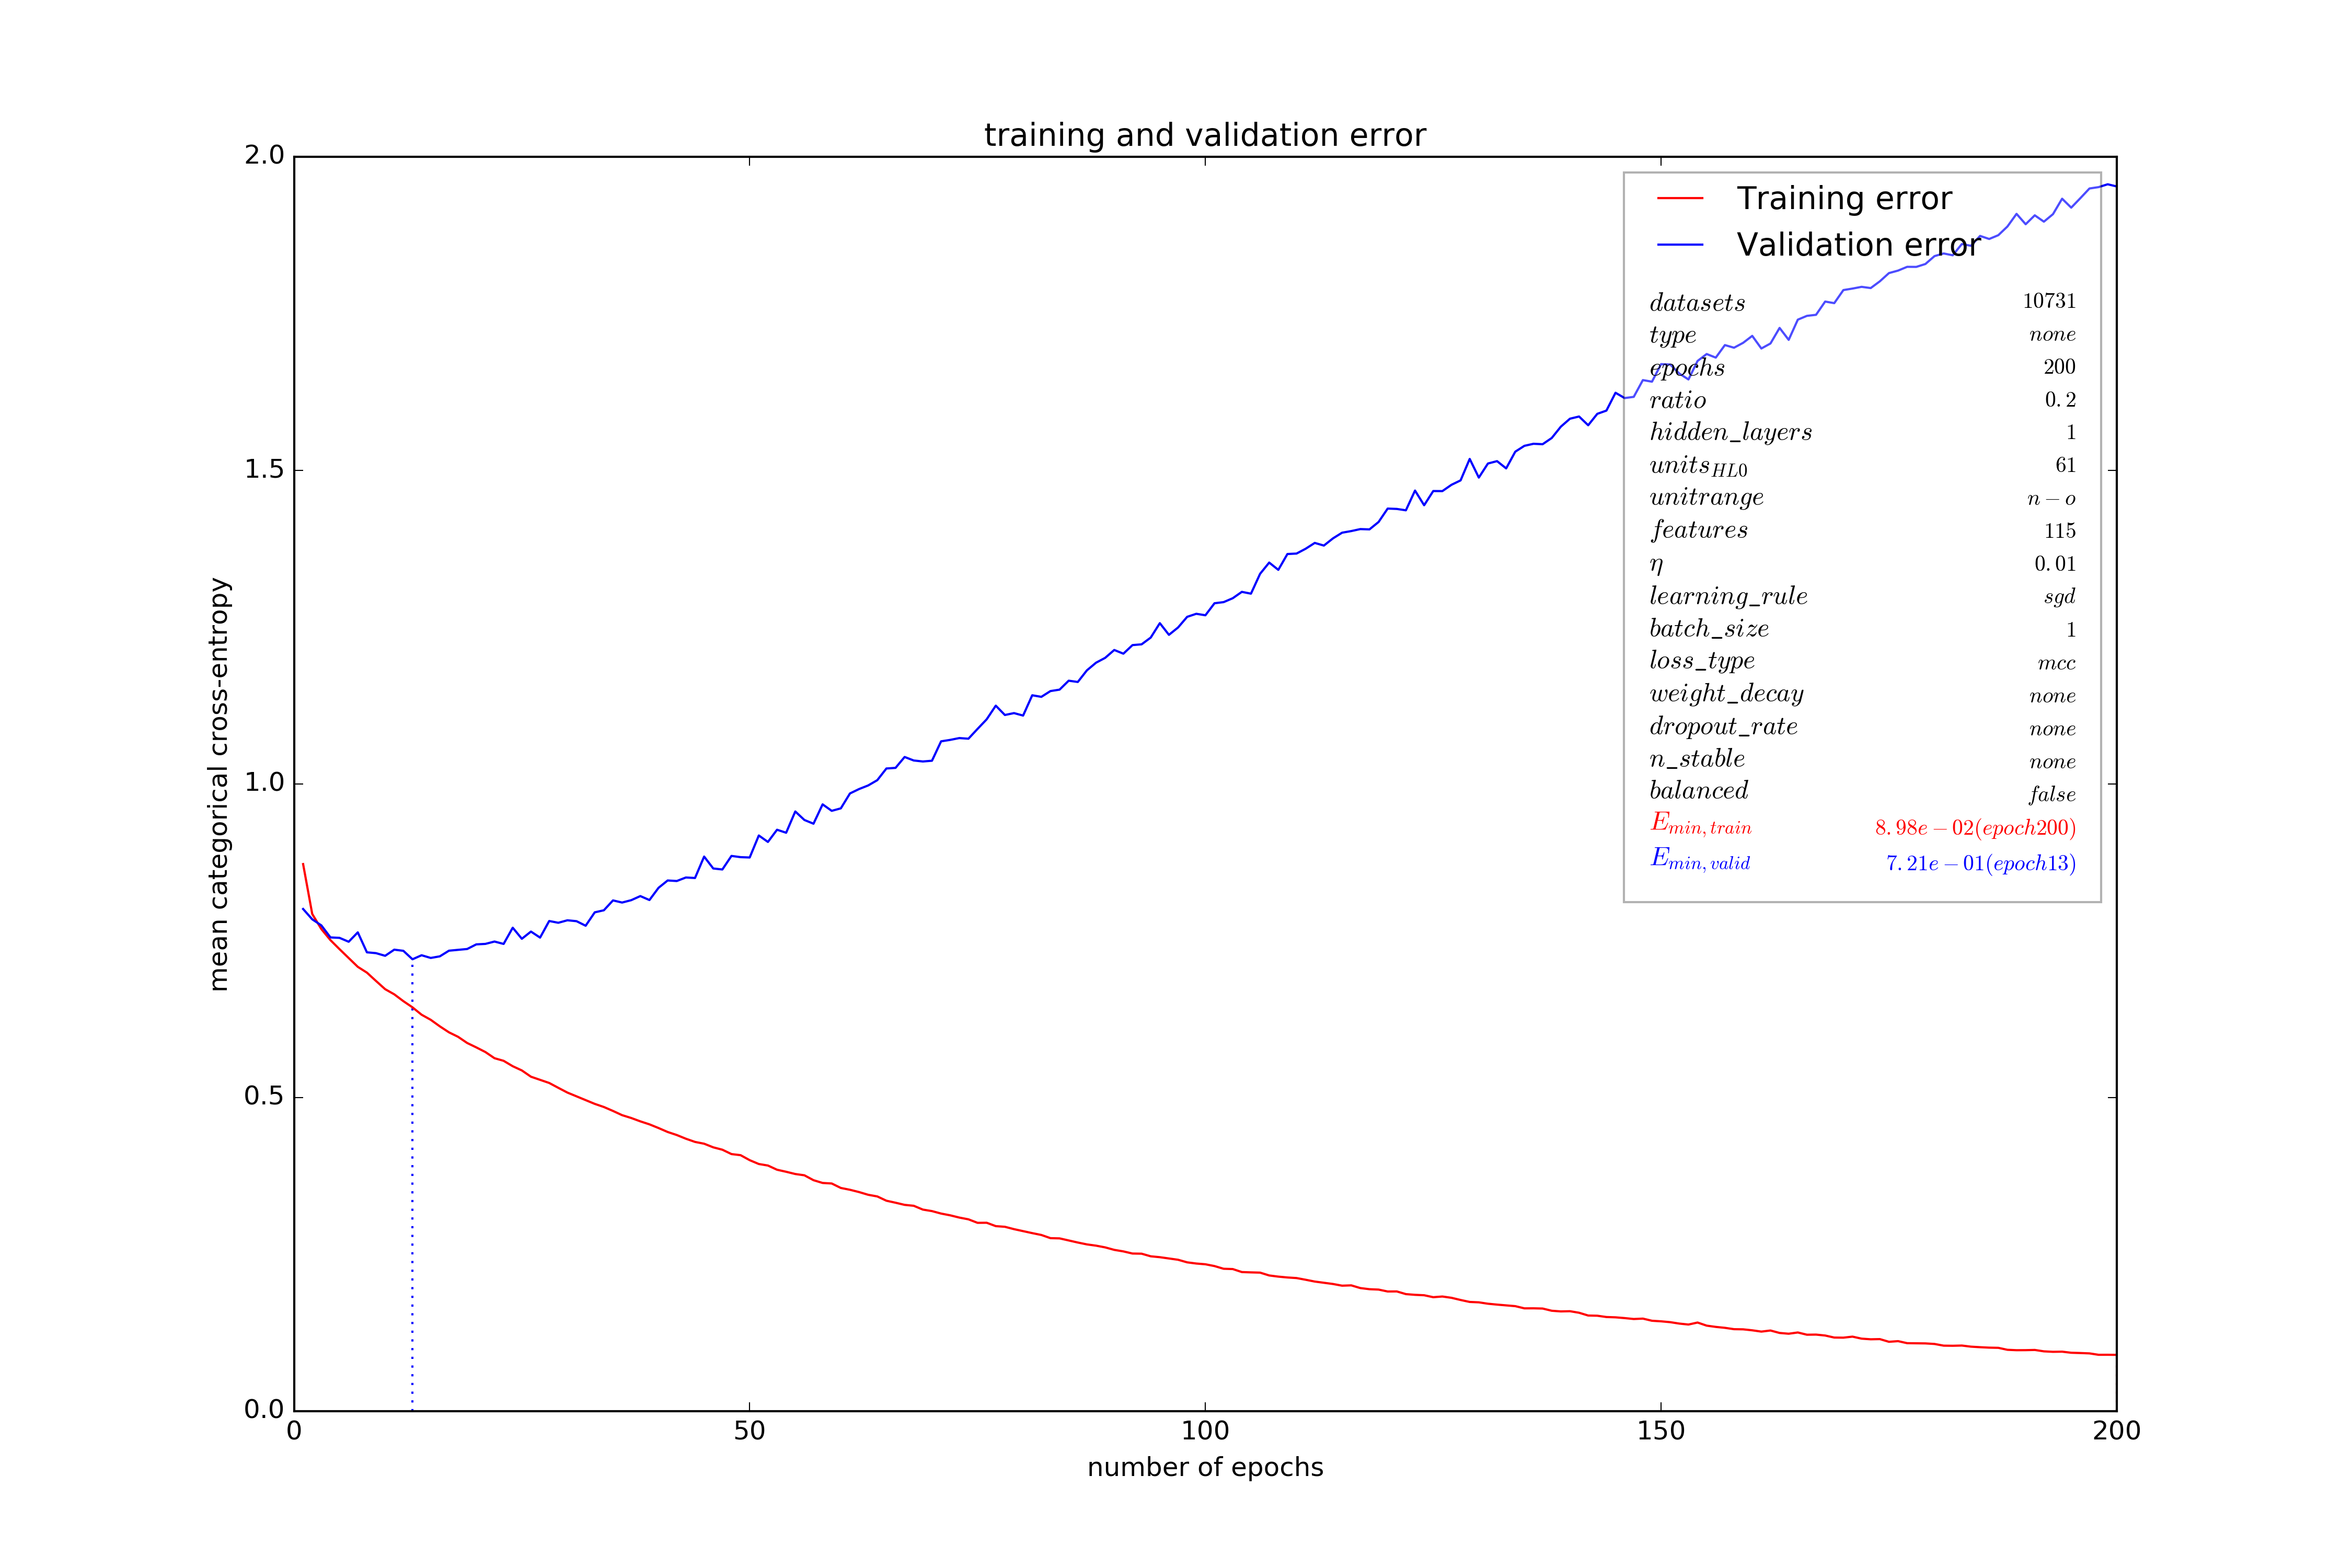 training and validation error
2.0
1.5
1.0
0.5
0.0
mean categorical cross-entropy
0 50 100 150 200
number of epochs
Training error
Validation error
datasets 10731
type none
epochs 200
ratio 0.2
hidden_layers 1
units_HL0 61
unitrange n − o
features 115
η 0.01
learning_rule sgd
batch_size 1
loss_type mcc
weight_decay none
dropout_rate none
n_stable none
balanced false
E_min,train 8.98e − 02(epoch200)
E_min,valid 7.21e − 01(epoch13)